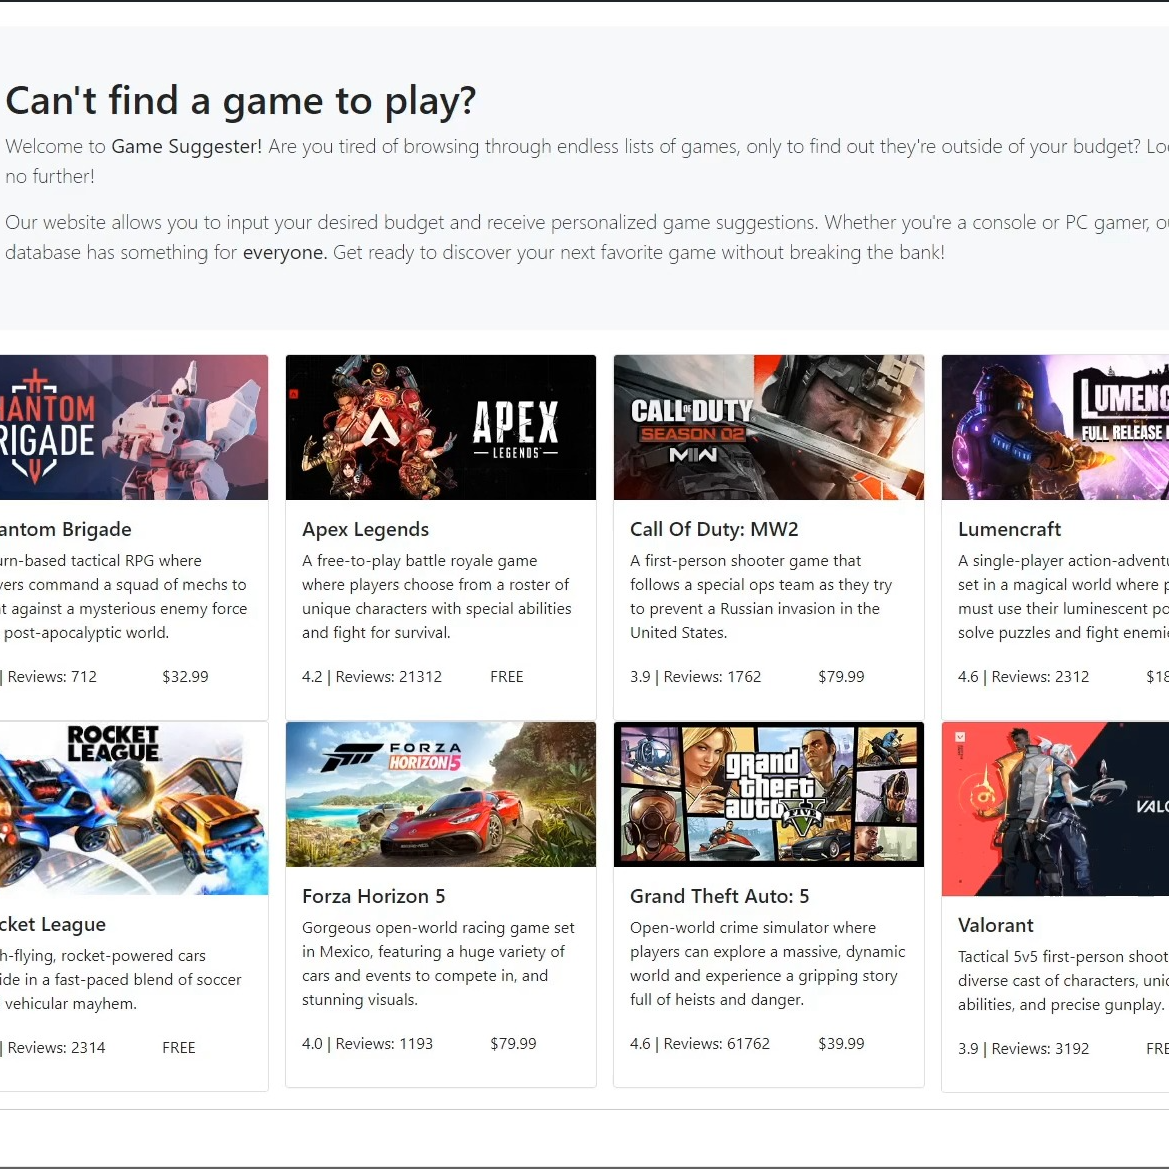 Can't find a game to play?
Welcome to Game Suggester! Are you tired of browsing through endless lists of games, only to find out they're outside of your budget? Loo
no further!
Our website allows you to input your desired budget and receive personalized game suggestions. Whether you're a console or PC gamer, ou
database has something for everyone. Get ready to discover your next favorite game without breaking the bank!
HANTOM
RIGADE
APEX
LEGENDS
CALL OF DUTY
SEASON 02
MW
LUMENC
FULL RELEASE
antom Brigade
urn-based tactical RPG where
yers command a squad of mechs to
t against a mysterious enemy force
post-apocalyptic world.
| Reviews: 712 $32.99
Apex Legends
A free-to-play battle royale game
where players choose from a roster of
unique characters with special abilities
and fight for survival.
4.2 | Reviews: 21312 FREE
Call Of Duty: MW2
A first-person shooter game that
follows a special ops team as they try
to prevent a Russian invasion in the
United States.
3.9 | Reviews: 1762 $79.99
Lumencraft
A single-player action-adventu
set in a magical world where p
must use their luminescent po
solve puzzles and fight enemie
4.6 | Reviews: 2312 $18
ROCKET
LEAGUE
FORZA
HORIZON 5
grand
theft
auto
V
FIVE
VALO
cket League
h-flying, rocket-powered cars
ide in a fast-paced blend of soccer
vehicular mayhem.
| Reviews: 2314 FREE
Forza Horizon 5
Gorgeous open-world racing game set
in Mexico, featuring a huge variety of
cars and events to compete in, and
stunning visuals.
4.0 | Reviews: 1193 $79.99
Grand Theft Auto: 5
Open-world crime simulator where
players can explore a massive, dynamic
world and experience a gripping story
full of heists and danger.
4.6 | Reviews: 61762 $39.99
Valorant
Tactical 5v5 first-person shoot
diverse cast of characters, uniq
abilities, and precise gunplay.
3.9 | Reviews: 3192 FRE